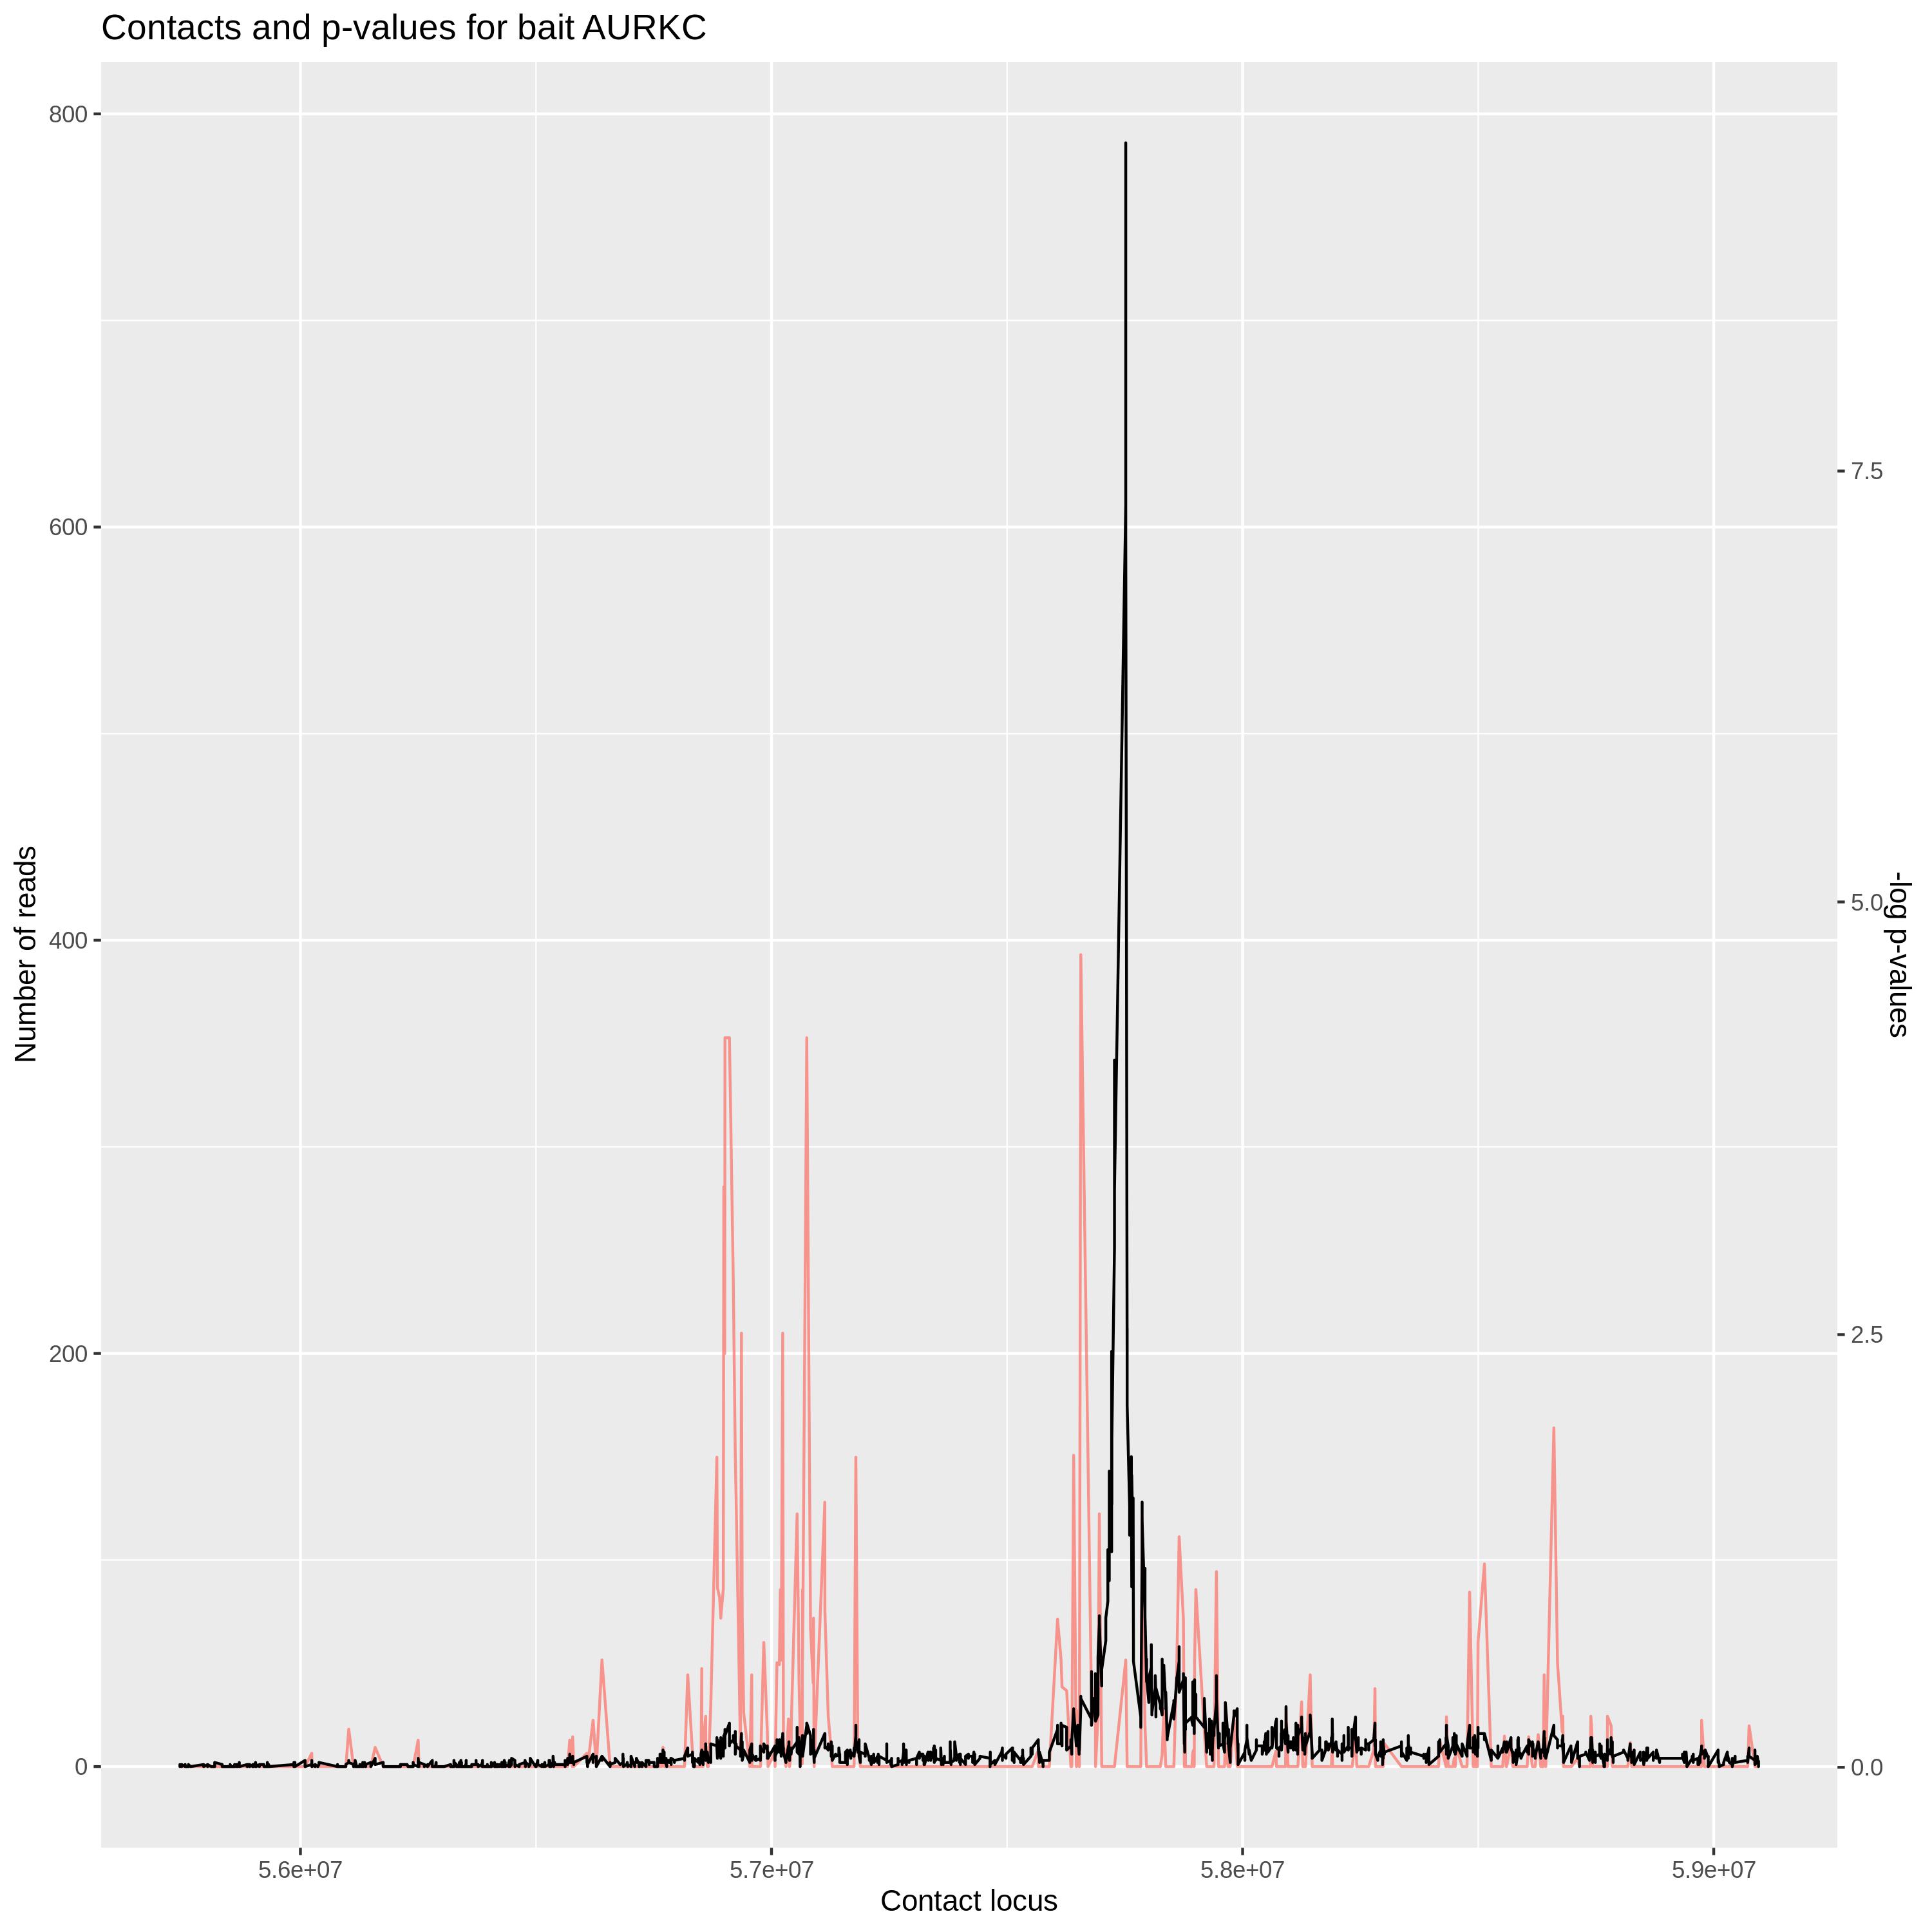 Contacts and p-values for bait AURKC
800
600
400
200
0
Number of reads
7.5
5.0
2.5
0.0
-log p-values
5.6e+07
5.7e+07
5.8e+07
5.9e+07
Contact locus